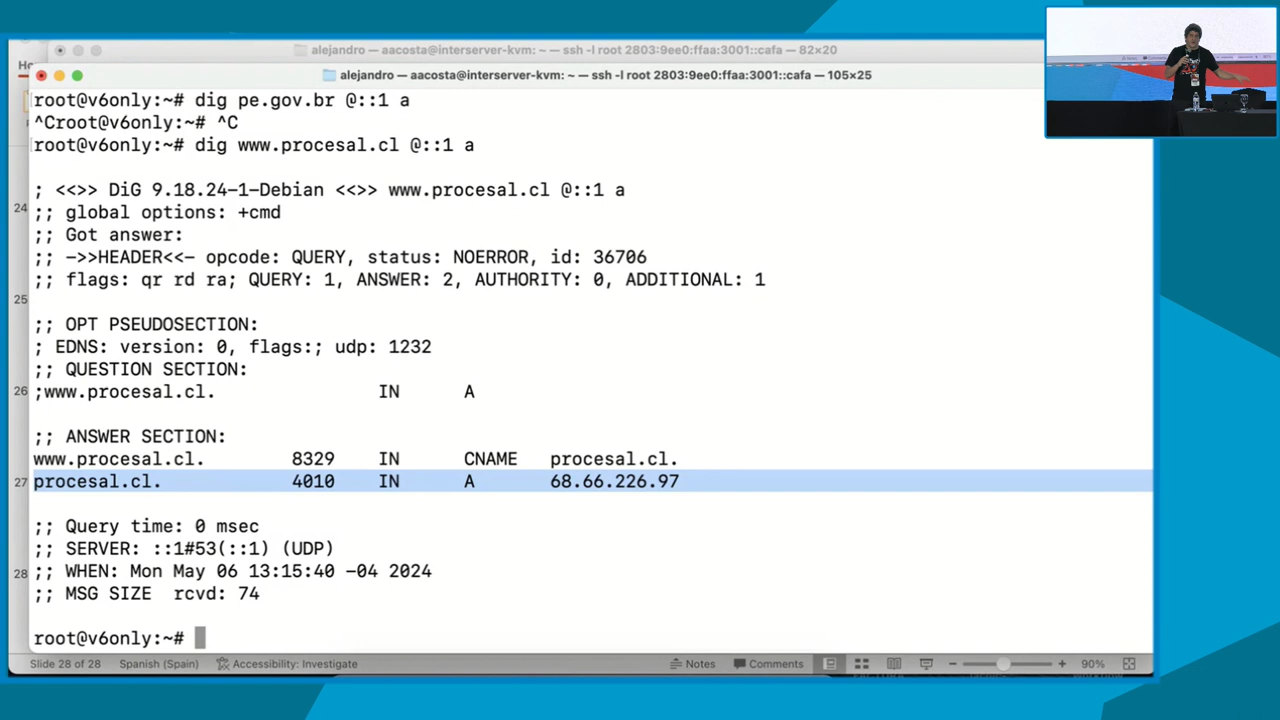 alejandro — aacosta@interserver-kvm: ~ — ssh -l root 2803:9ee0:ffaa:3001::cafa — 82×20
alejandro — aacosta@interserver-kvm: ~ — ssh -l root 2803:9ee0:ffaa:3001::cafa — 105×25
root@v6only:~# dig pe.gov.br @::1 a
^Croot@v6only:~# ^C
root@v6only:~# dig www.procesal.cl @::1 a
; <<>> DiG 9.18.24-1-Debian <<>> www.procesal.cl @::1 a
;; global options: +cmd
;; Got answer:
;; ->>HEADER<<- opcode: QUERY, status: NOERROR, id: 36706
;; flags: qr rd ra; QUERY: 1, ANSWER: 2, AUTHORITY: 0, ADDITIONAL: 1
;; OPT PSEUDOSECTION:
; EDNS: version: 0, flags:; udp: 1232
;; QUESTION SECTION:
;www.procesal.cl. IN A
;; ANSWER SECTION:
www.procesal.cl. 8329 IN CNAME procesal.cl.
procesal.cl. 4010 IN A 68.66.226.97
;; Query time: 0 msec
;; SERVER: ::1#53(::1) (UDP)
;; WHEN: Mon May 06 13:15:40 -04 2024
;; MSG SIZE rcvd: 74
root@v6only:~#
24
25
26
27
28
Slide 28 of 28 Spanish (Spain) Accessibility: Investigate Notes Comments 90%